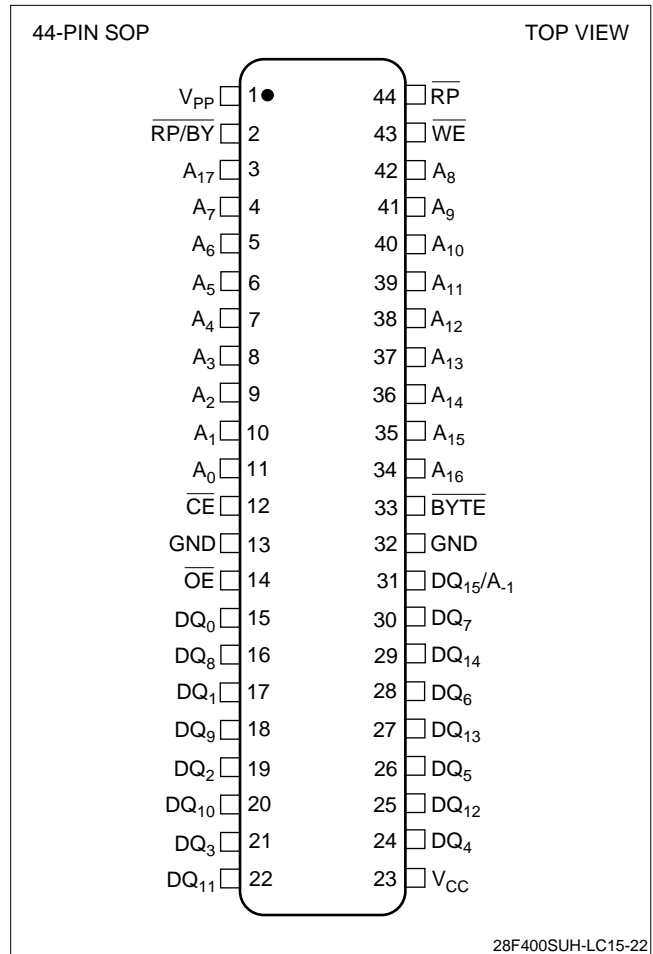 44-PIN SOP TOP VIEW
VPP 1 44 RP
RP/BY 2 43 WE
A17 3 42 A8
A7 4 41 A9
A6 5 40 A10
A5 6 39 A11
A4 7 38 A12
A3 8 37 A13
A2 9 36 A14
A1 10 35 A15
A0 11 34 A16
CE 12 33 BYTE
GND 13 32 GND
OE 14 31 DQ15/A-1
DQ0 15 30 DQ7
DQ8 16 29 DQ14
DQ1 17 28 DQ6
DQ9 18 27 DQ13
DQ2 19 26 DQ5
DQ10 20 25 DQ12
DQ3 21 24 DQ4
DQ11 22 23 VCC
28F400SUH-LC15-22